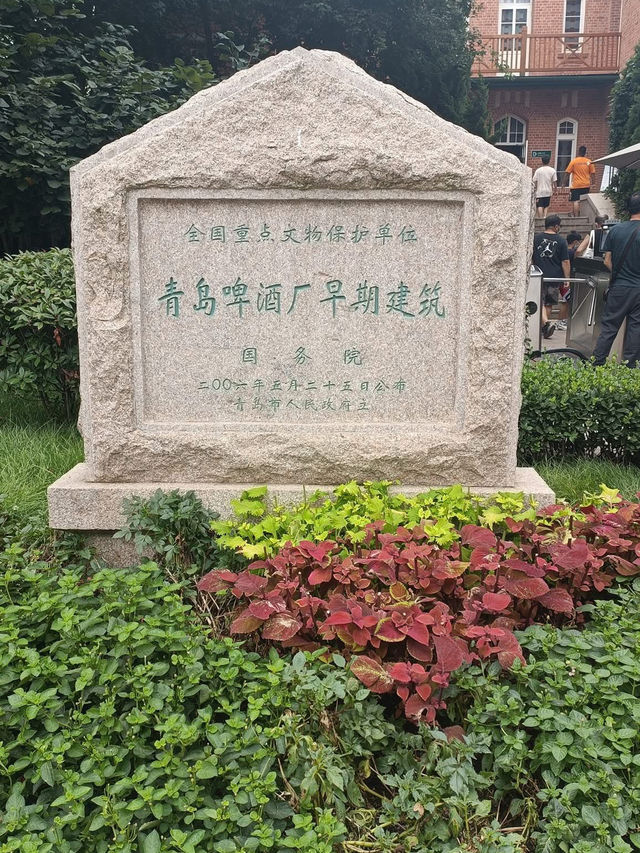 全国重点文物保护单位
青岛啤酒厂早期建筑
国务院
二00六年五月二十五日公布
青岛市人民政府立